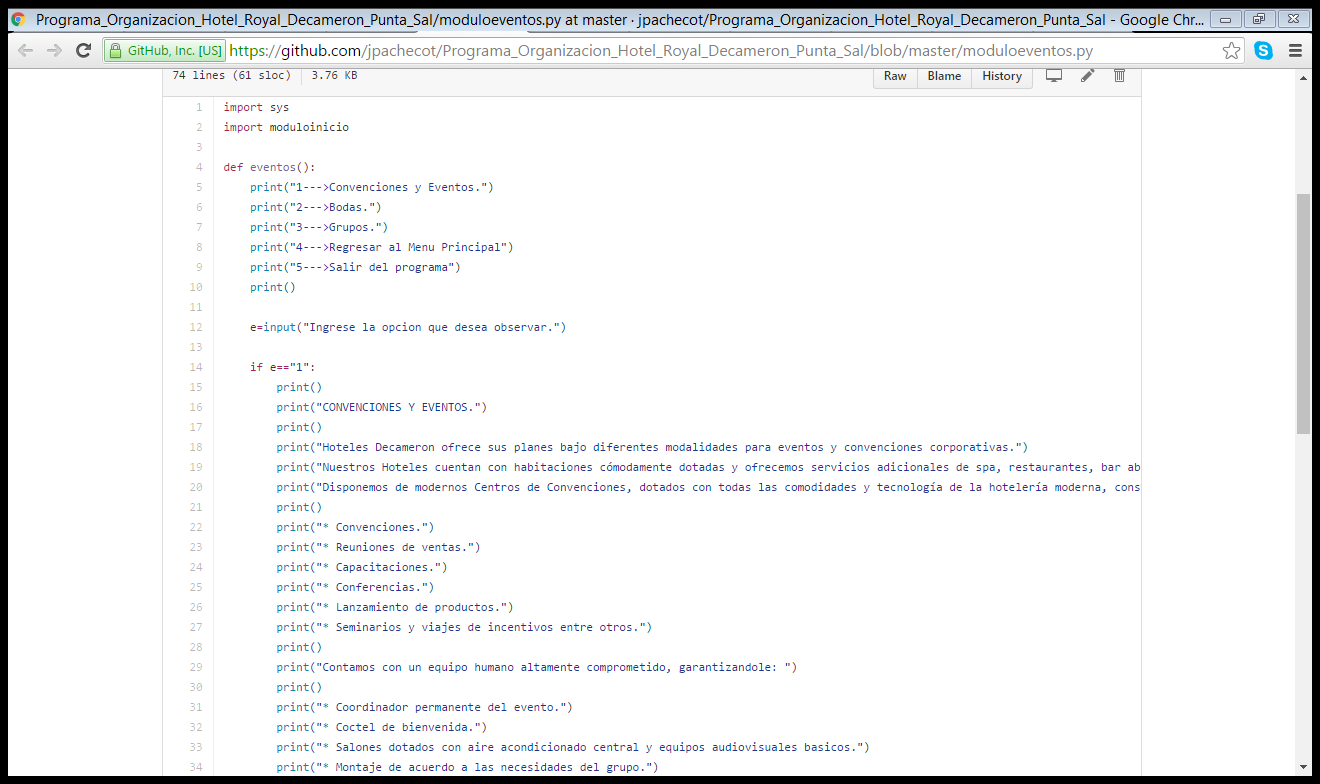 Programa_Organizacion_Hotel_Royal_Decameron_Punta_Sal/moduloeventos.py at master · jpachecot/Programa_Organizacion_Hotel_Royal_Decameron_Punta_Sal - Google Chr...
GitHub, Inc. [US] https://github.com/jpachecot/Programa_Organizacion_Hotel_Royal_Decameron_Punta_Sal/blob/master/moduloeventos.py
74 lines (61 sloc) 3.76 KB Raw Blame History
1 import sys
2 import moduloinicio
3
4 def eventos():
5 print("1--->Convenciones y Eventos.")
6 print("2--->Bodas.")
7 print("3--->Grupos.")
8 print("4--->Regresar al Menu Principal")
9 print("5--->Salir del programa")
10 print()
11
12 e=input("Ingrese la opcion que desea observar.")
13
14 if e=="1":
15 print()
16 print("CONVENCIONES Y EVENTOS.")
17 print()
18 print("Hoteles Decameron ofrece sus planes bajo diferentes modalidades para eventos y convenciones corporativas.")
19 print("Nuestros Hoteles cuentan con habitaciones cómodamente dotadas y ofrecemos servicios adicionales de spa, restaurantes, bar ab
20 print("Disponemos de modernos Centros de Convenciones, dotados con todas las comodidades y tecnología de la hotelería moderna, cons
21 print()
22 print("* Convenciones.")
23 print("* Reuniones de ventas.")
24 print("* Capacitaciones.")
25 print("* Conferencias.")
26 print("* Lanzamiento de productos.")
27 print("* Seminarios y viajes de incentivos entre otros.")
28 print()
29 print("Contamos con un equipo humano altamente comprometido, garantizandole: ")
30 print()
31 print("* Coordinador permanente del evento.")
32 print("* Coctel de bienvenida.")
33 print("* Salones dotados con aire acondicionado central y equipos audiovisuales basicos.")
34 print("* Montaje de acuerdo a las necesidades del grupo.")